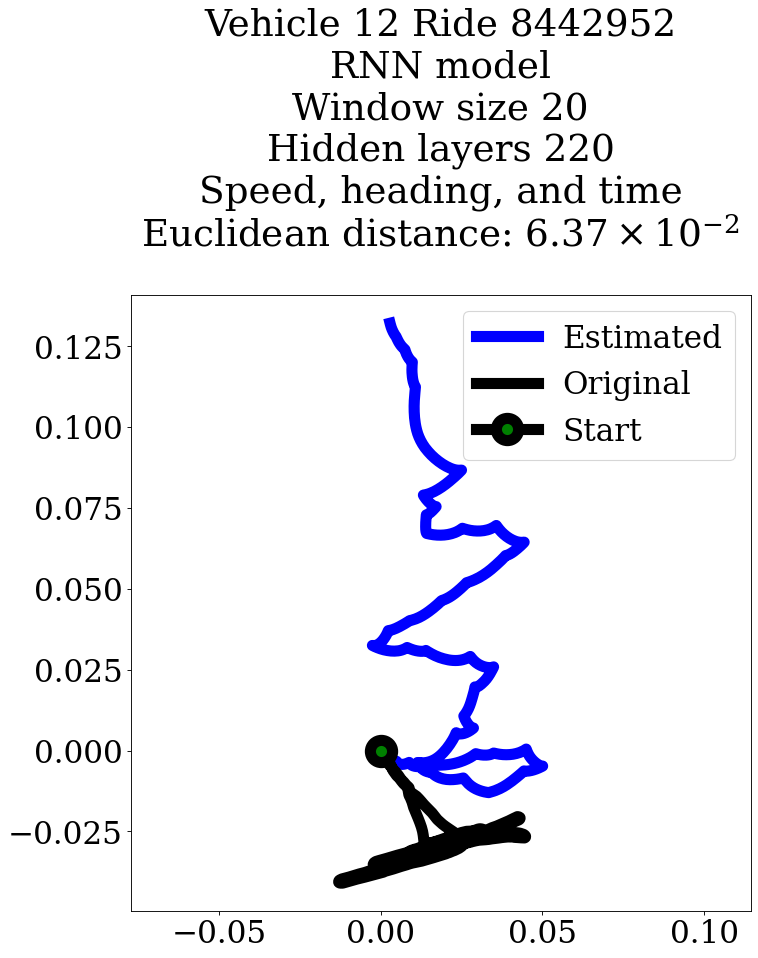 Vehicle 12 Ride 8442952
RNN model
Window size 20
Hidden layers 220
Speed, heading, and time
Euclidean distance: 6.37 × 10⁻²
Estimated
Original
Start
0.125
0.100
0.075
0.050
0.025
0.000
−0.025
−0.05 0.00 0.05 0.10